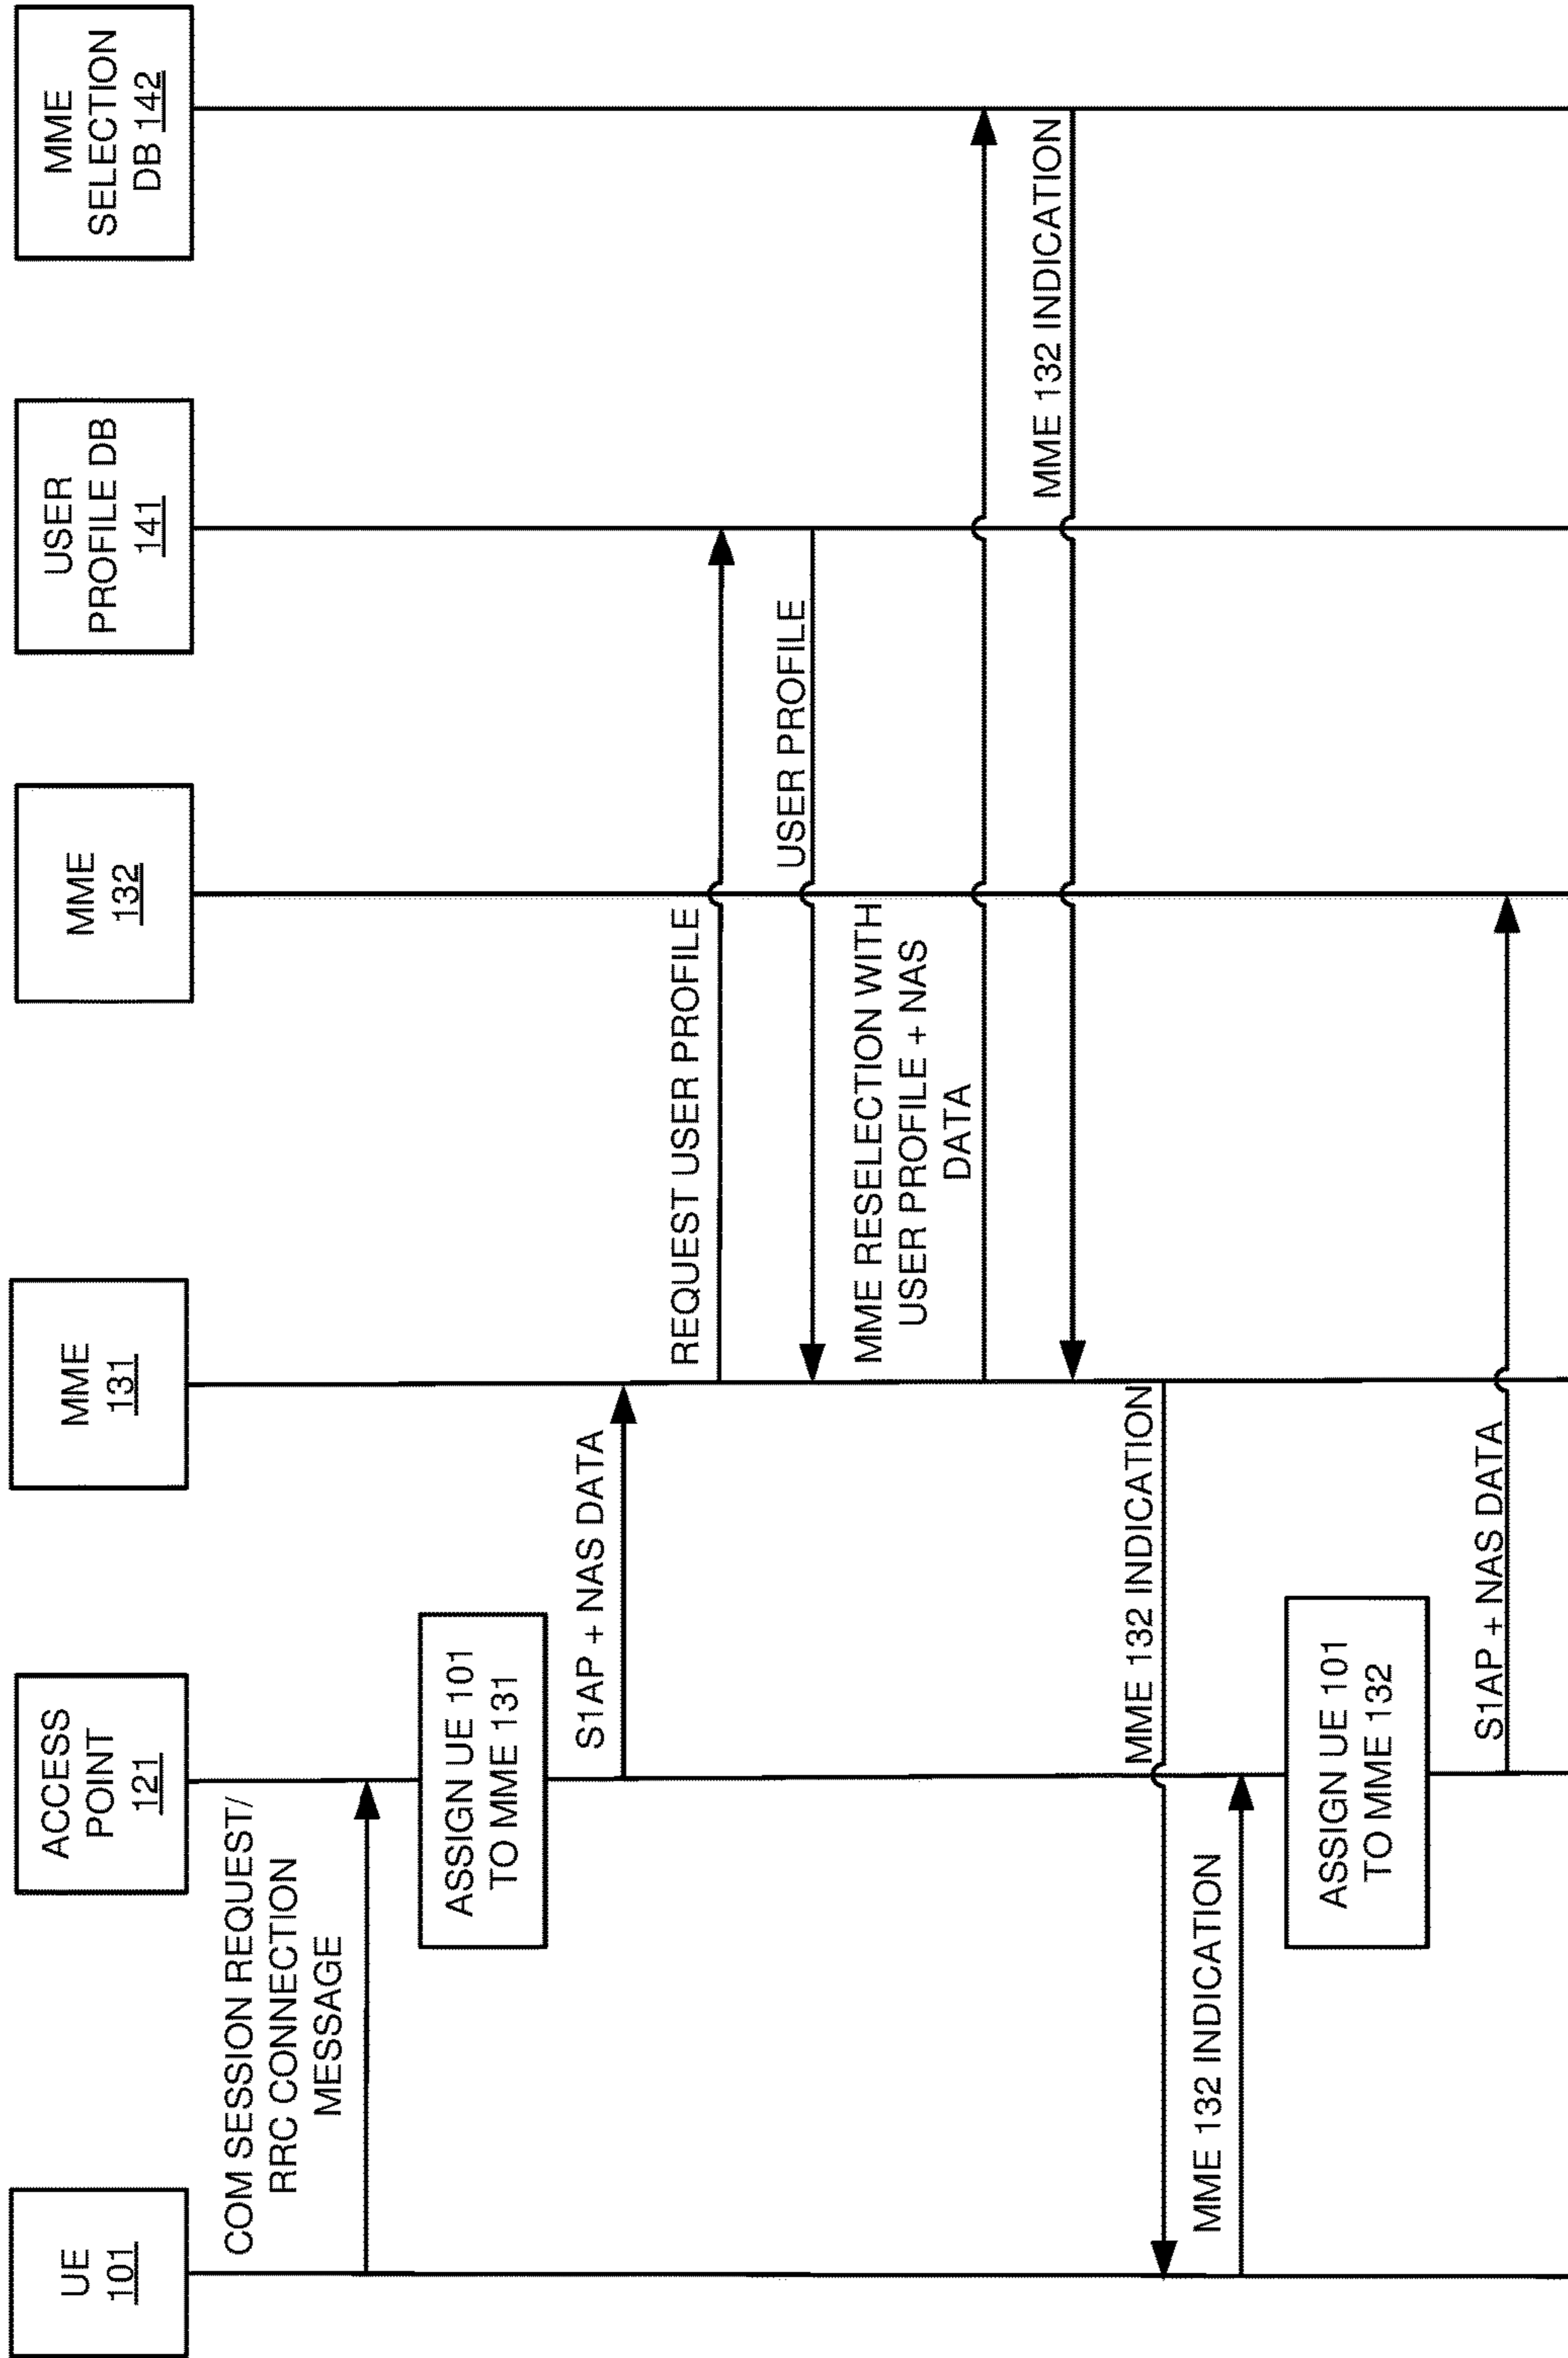 UE
101
ACCESS
POINT
121
MME
131
MME
132
USER
PROFILE DB
141
MME
SELECTION
DB 142
COM SESSION REQUEST/
RRC CONNECTION
MESSAGE
ASSIGN UE 101
TO MME 131
S1AP + NAS DATA
REQUEST USER PROFILE
USER PROFILE
MME RESELECTION WITH
USER PROFILE + NAS
DATA
MME 132 INDICATION
MME 132 INDICATION
MME 132 INDICATION
ASSIGN UE 101
TO MME 132
S1AP + NAS DATA